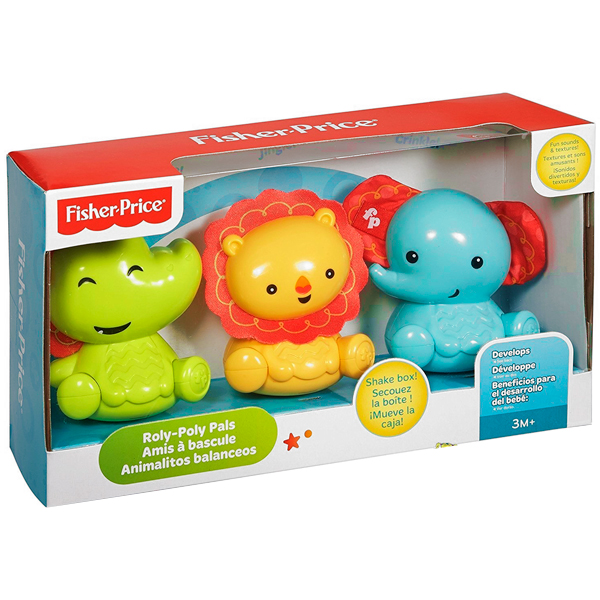 Fisher-Price
Fun sounds
& textures!
Textures et sons
amusants !
¡Sonidos
divertidos y
texturas!
Fisher-Price
fp
Fisher-Price
Shake box!
Secouez
la boîte !
¡Mueve la
caja!
Develops
Développe
Beneficios para
el desarrollo
del bebé:
3M+
Roly-Poly Pals
Amis à bascule
Animalitos balanceos